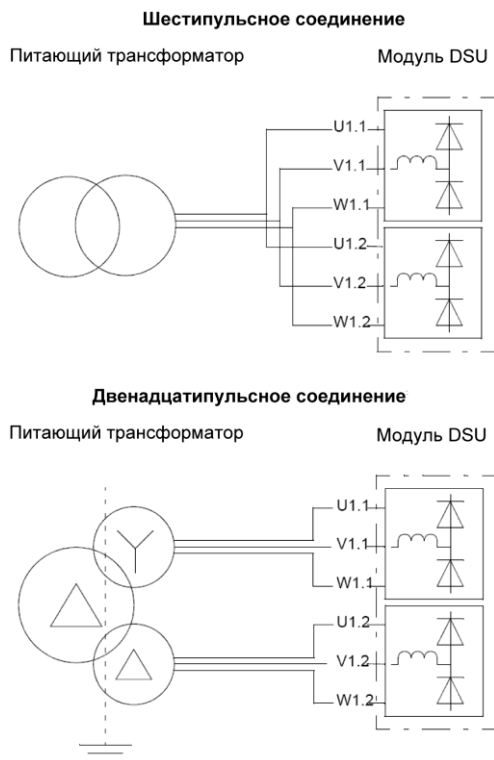 Шестипульсное соединение
Питающий трансформатор Модуль DSU
U1.1
V1.1
W1.1
U1.2
V1.2
W1.2
Двенадцатипульсное соединение
Питающий трансформатор Модуль DSU
U1.1
V1.1
W1.1
U1.2
V1.2
W1.2